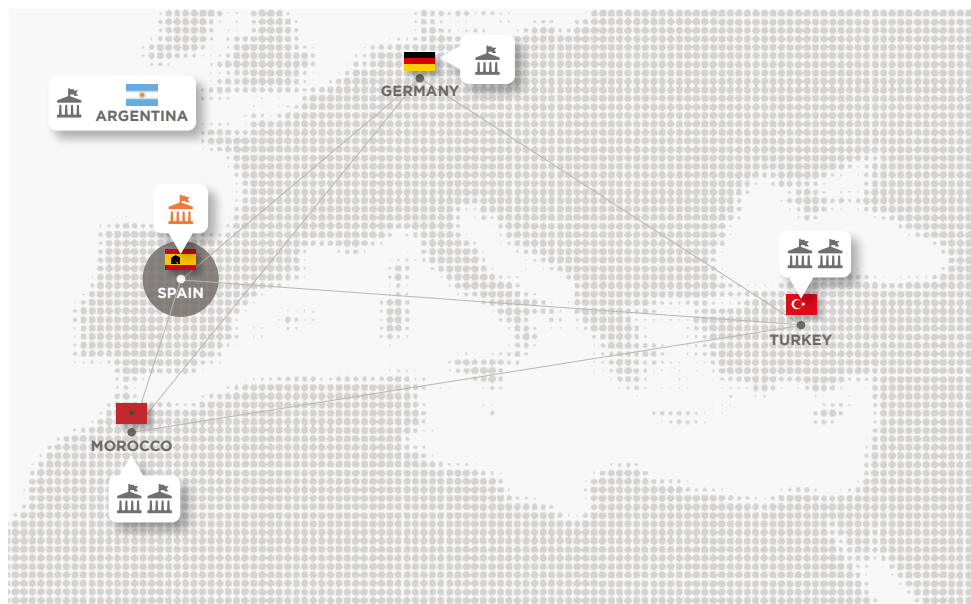 GERMANY
ARGENTINA
SPAIN
TURKEY
MOROCCO